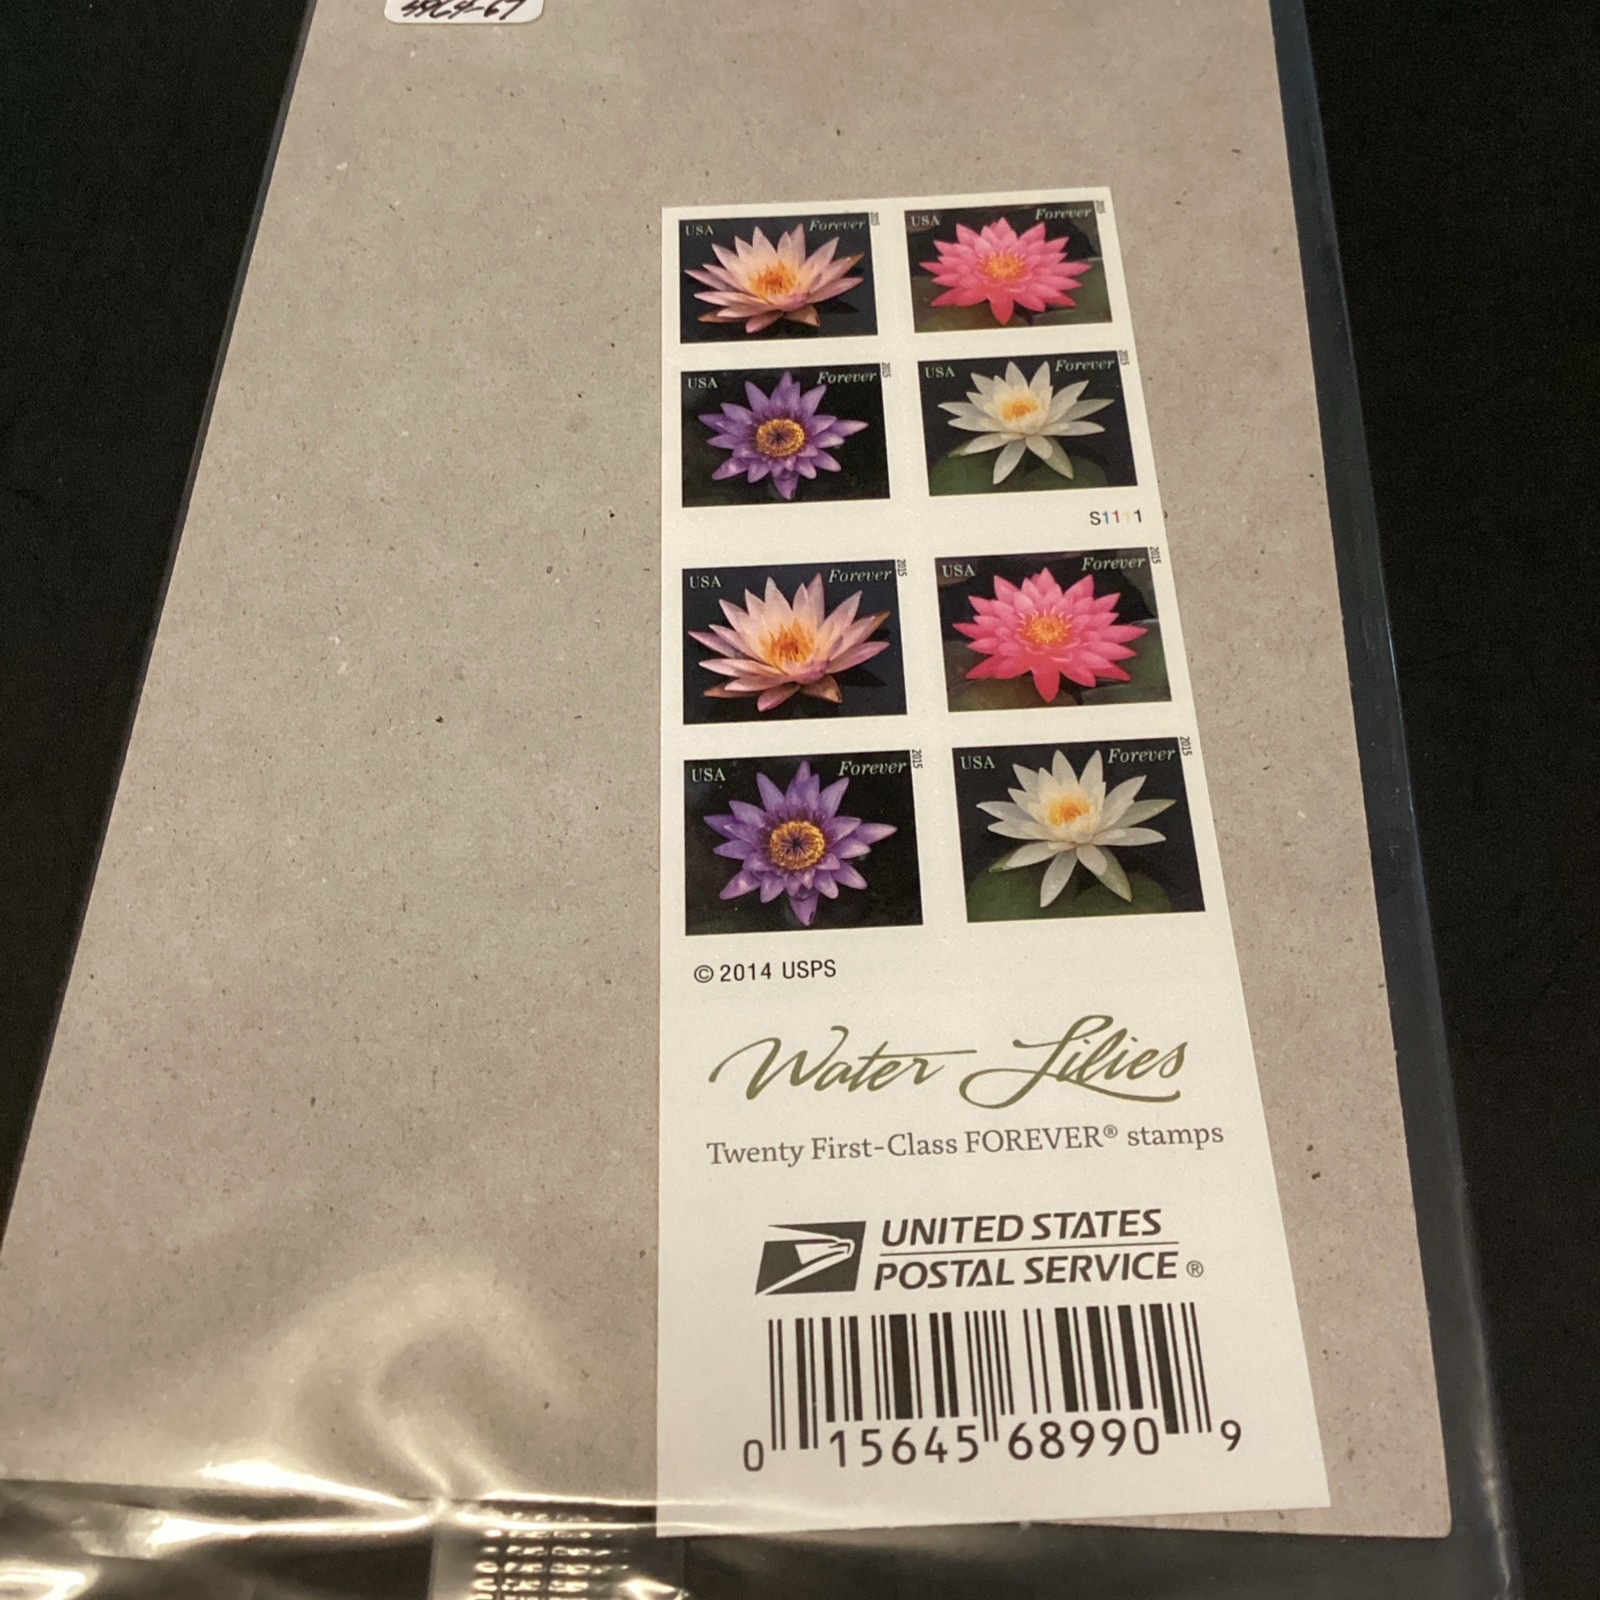 4964-67
USA Forever 2015
USA Forever 2015
USA Forever 2015
USA Forever 2015
S1111
USA Forever 2015
USA Forever 2015
USA Forever 2015
USA Forever 2015
© 2014 USPS
Water Lilies
Twenty First-Class FOREVER® stamps
UNITED STATES
POSTAL SERVICE®
0 15645 68990 9